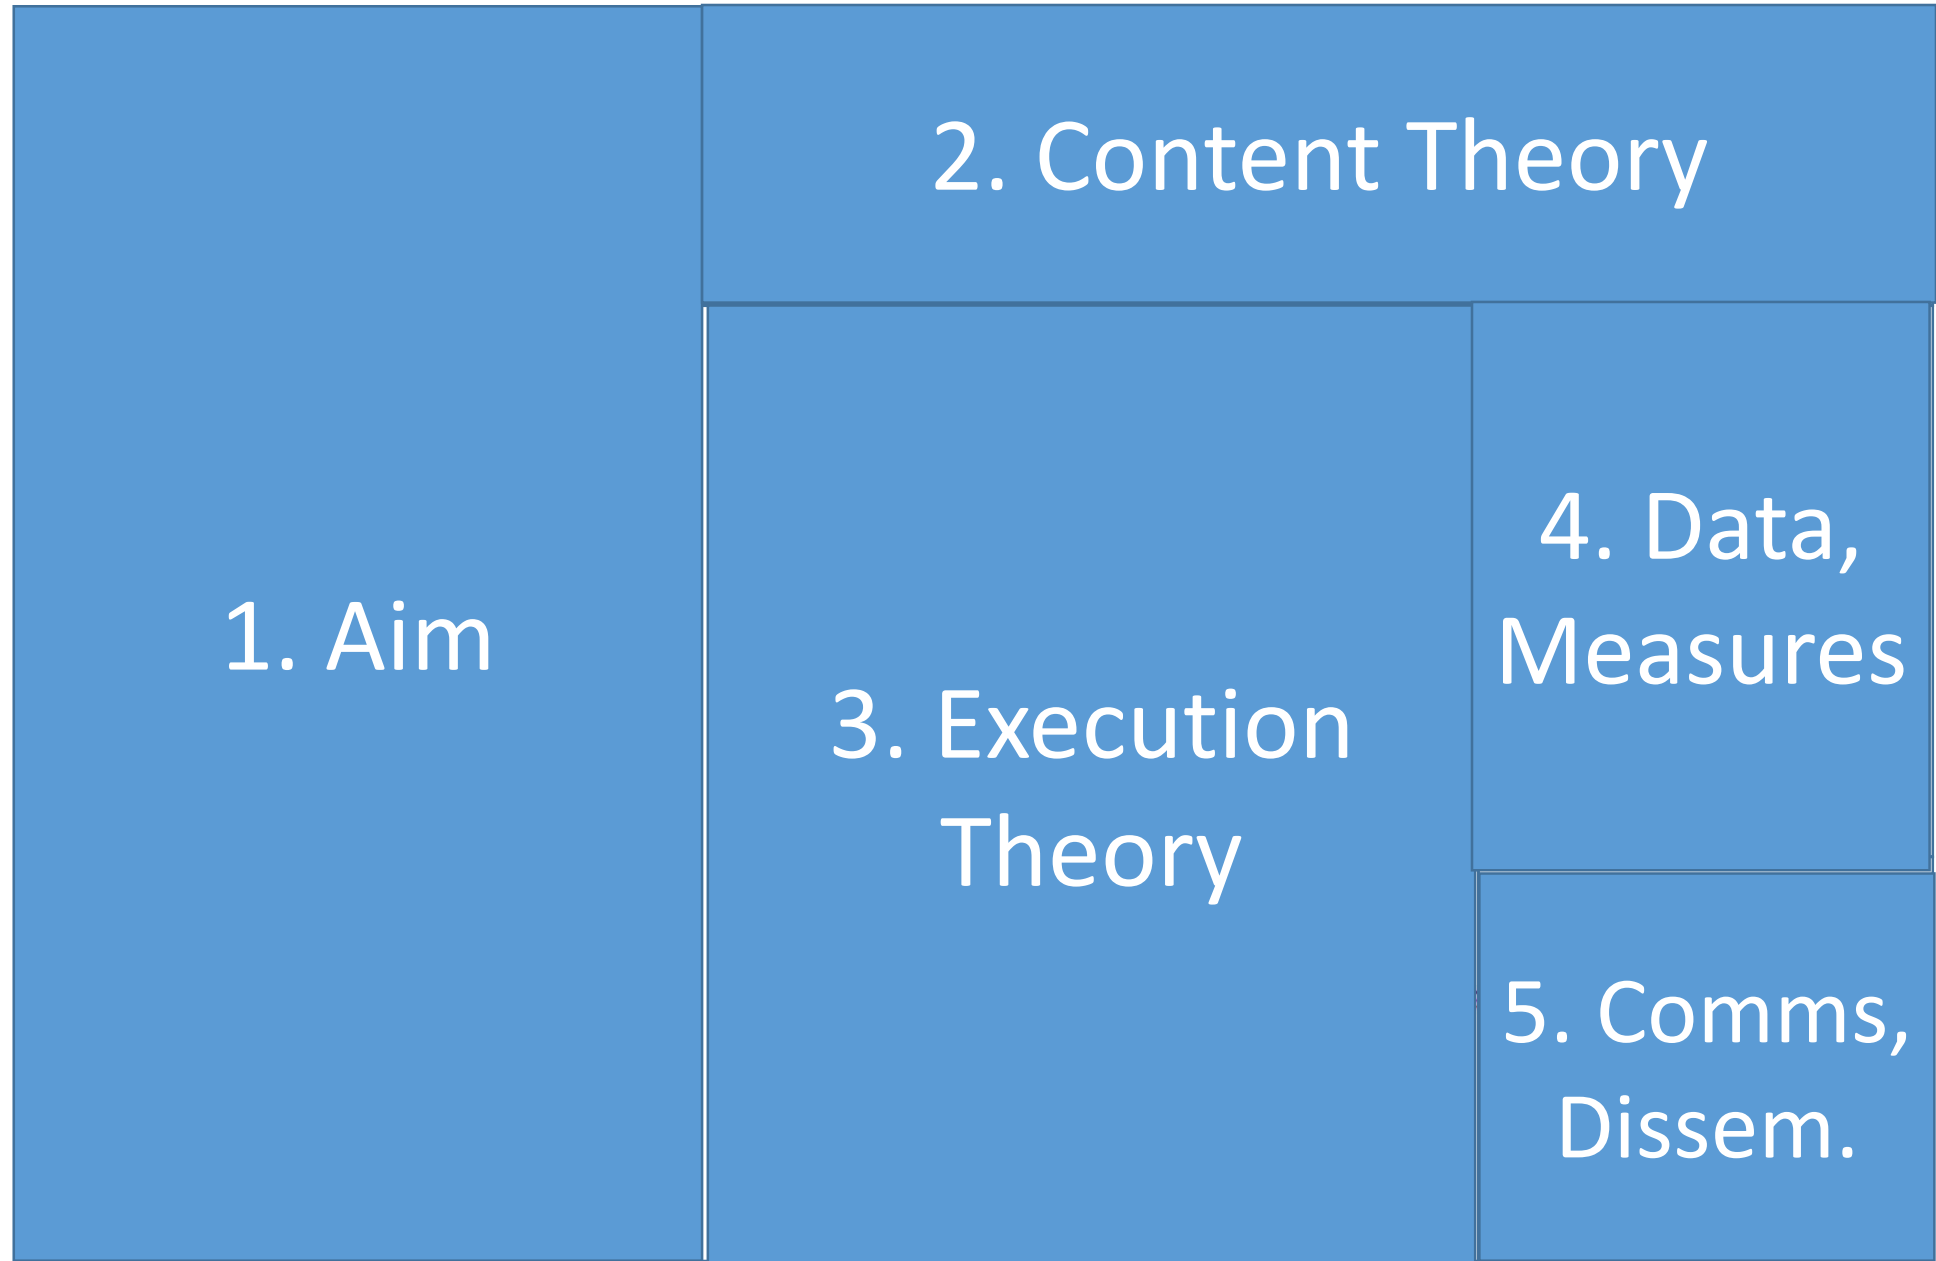 1. Aim
2. Content Theory
3. Execution
Theory
4. Data,
Measures
5. Comms,
Dissem.